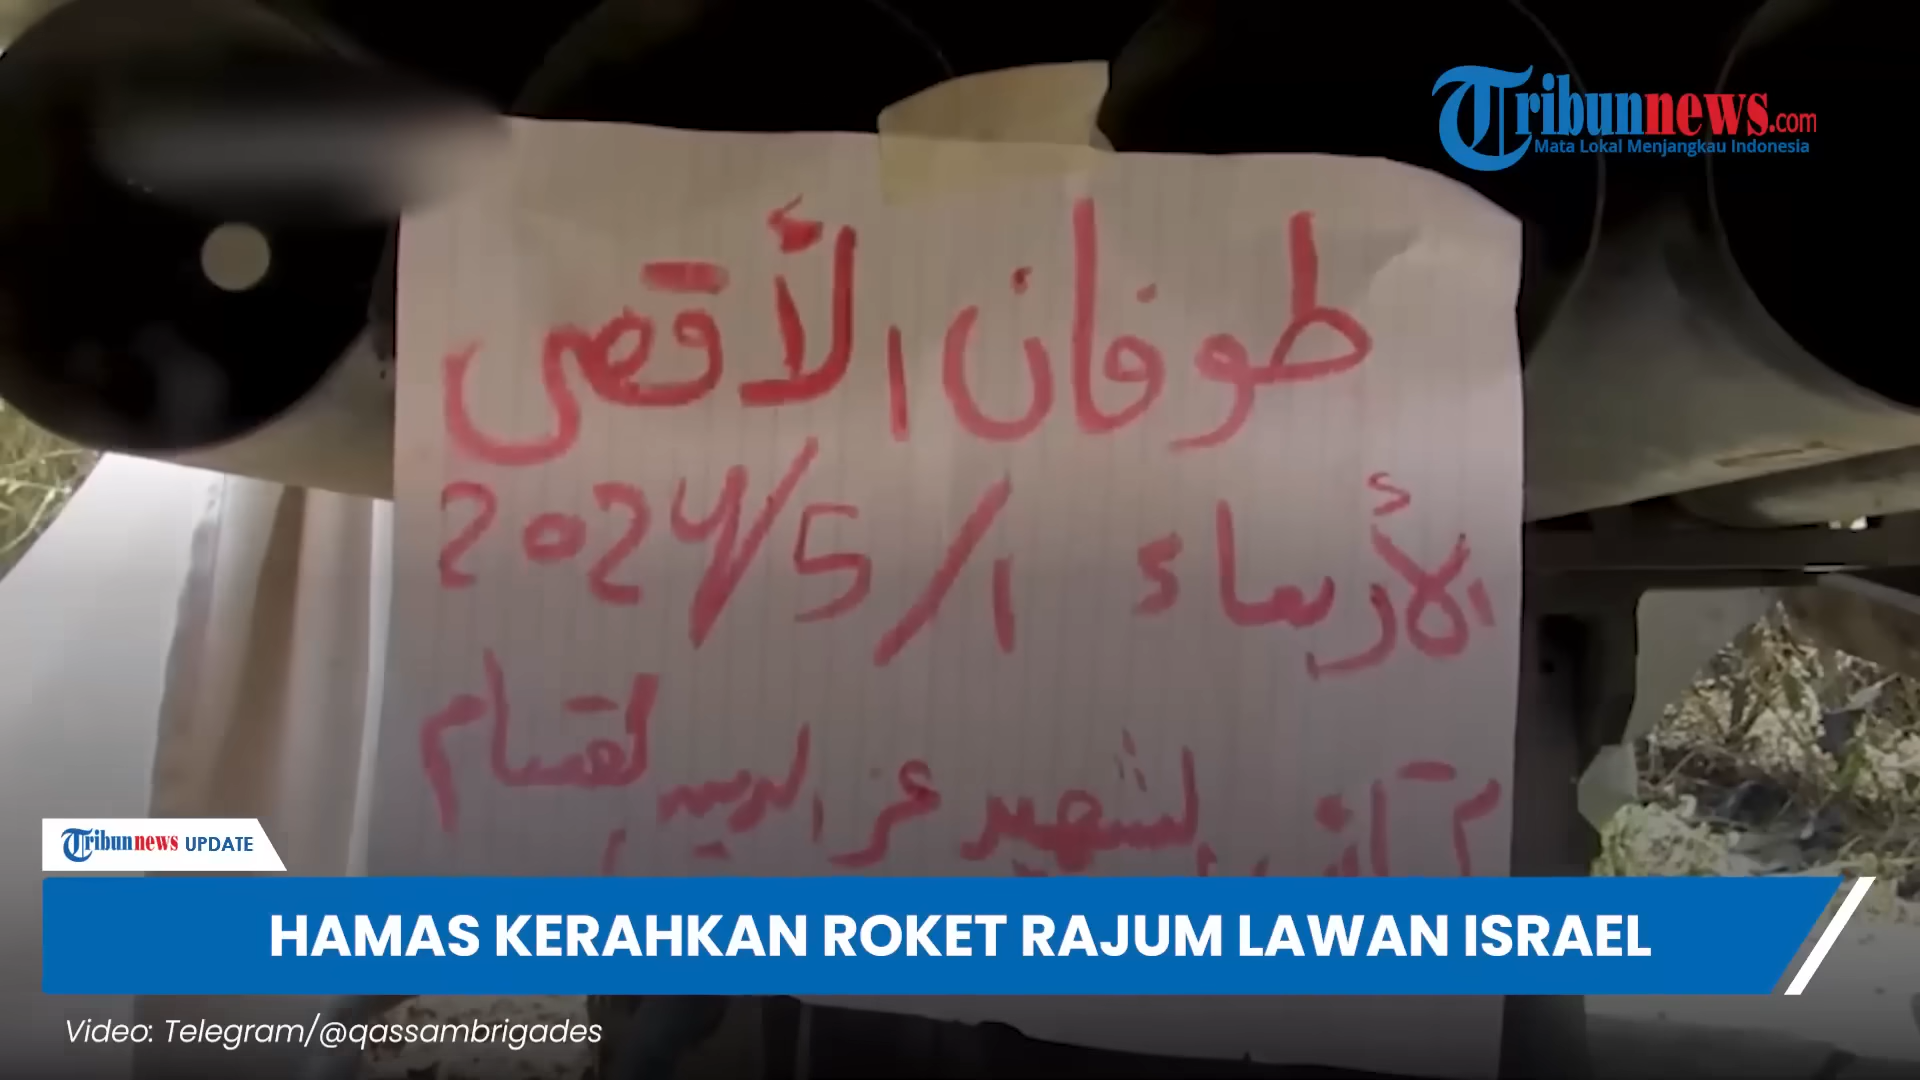 Tribunnews.com
Mata Lokal Menjangkau Indonesia
طوفان الأقصى
الأربعاء 1/5/2024
الشهيد عز الدين القسام
Tribunnews UPDATE
HAMAS KERAHKAN ROKET RAJUM LAWAN ISRAEL
Video: Telegram/@qassambrigades